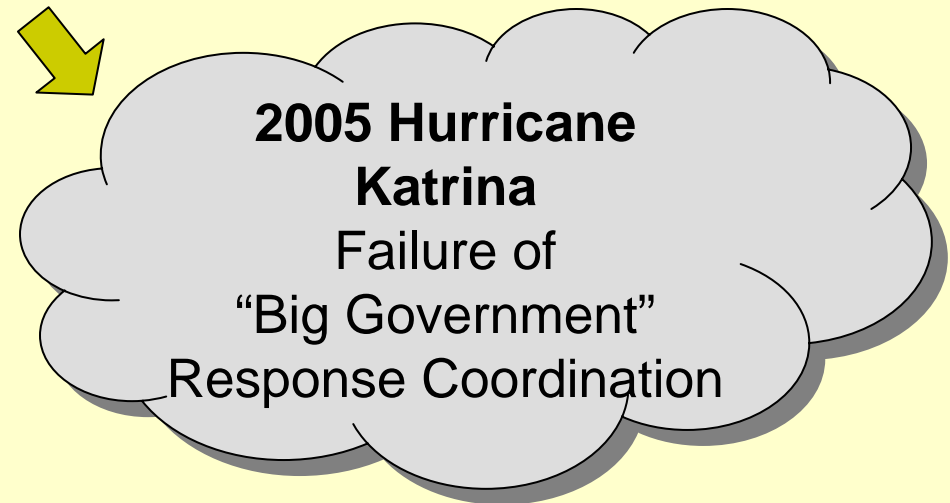 2005 Hurricane
Katrina
Failure of
“Big Government”
Response Coordination